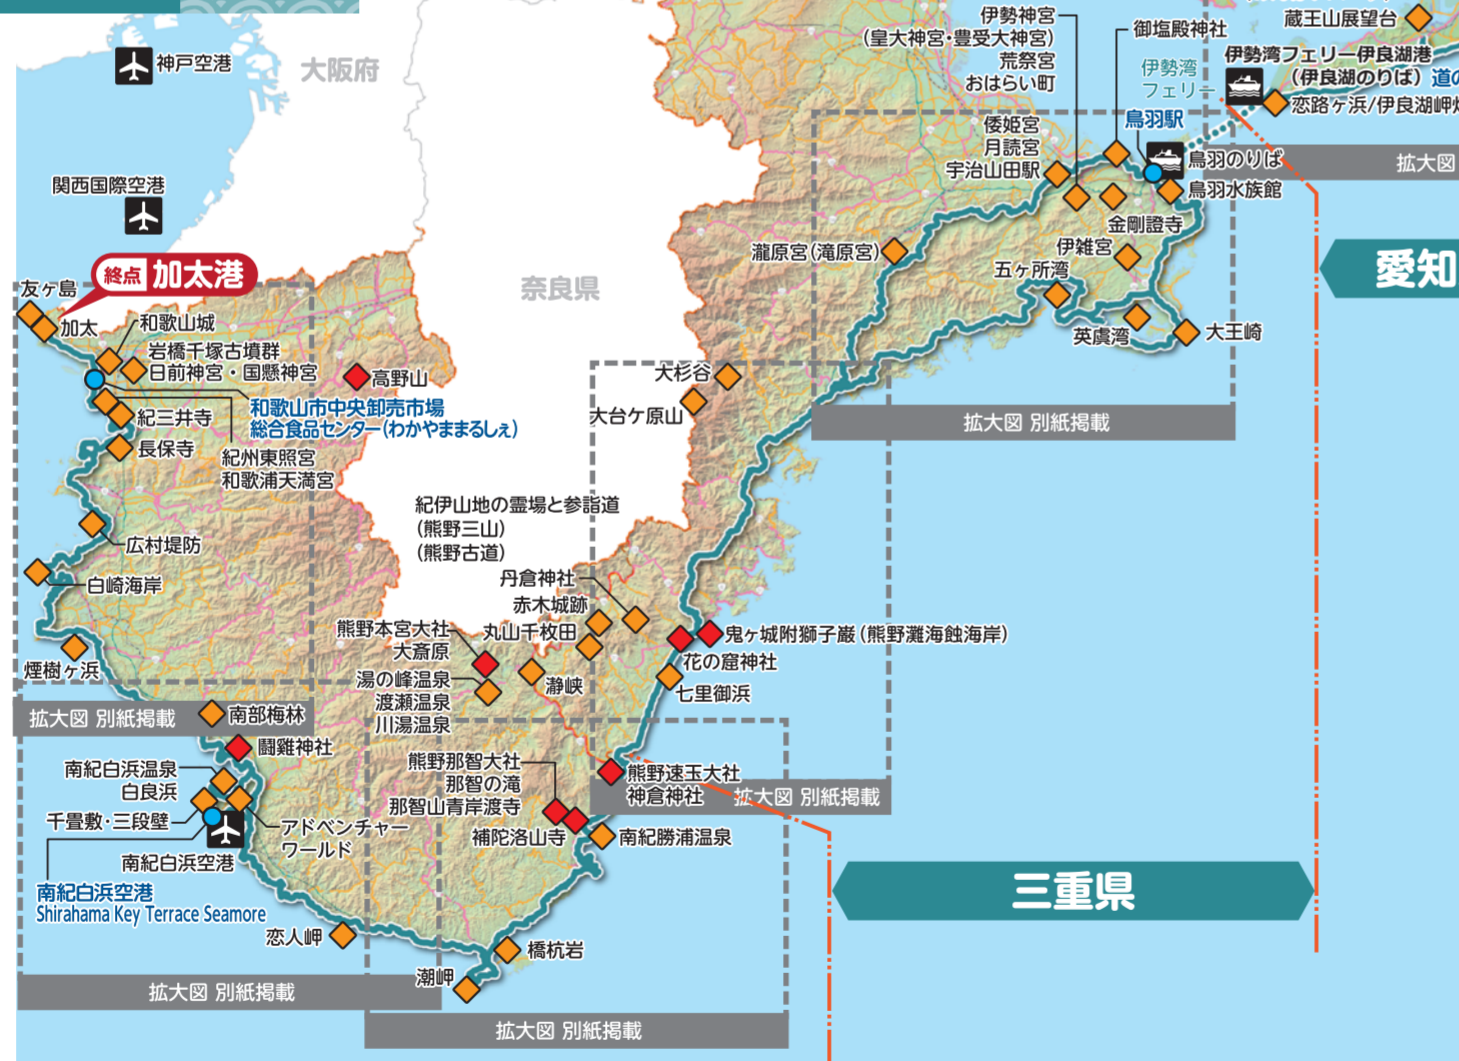 神戸空港
大阪府
関西国際空港
奈良県
伊勢神宮
(皇大神宮・豊受大神宮)
荒祭宮
おはらい町
御塩殿神社
伊勢湾
フェリー
蔵王山展望台
伊勢湾フェリー伊良湖港
(伊良湖のりば)
恋路ヶ浜/伊良湖岬
鳥羽駅
倭姫宮
月読宮
宇治山田駅
鳥羽のりば
鳥羽水族館
拡大図
金剛證寺
伊雑宮
瀧原宮(滝原宮)
五ヶ所湾
愛知
英虞湾
大王崎
拡大図 別紙掲載
終点 加太港
友ヶ島
加太
和歌山城
岩橋千塚古墳群
日前神宮・国懸神宮
高野山
和歌山市中央卸売市場
総合食品センター(わかやままるしぇ)
紀三井寺
長保寺
紀州東照宮
和歌浦天満宮
大杉谷
大台ケ原山
紀伊山地の霊場と参詣道
(熊野三山)
(熊野古道)
広村堤防
白崎海岸
煙樹ヶ浜
丹倉神社
赤木城跡
丸山千枚田
熊野本宮大社
大斎原
湯の峰温泉
渡瀬温泉
川湯温泉
瀞峡
鬼ヶ城附獅子巌(熊野灘海蝕海岸)
花の窟神社
七里御浜
拡大図 別紙掲載
南部梅林
闘雞神社
南紀白浜温泉
白良浜
千畳敷・三段壁
アドベンチャー
ワールド
南紀白浜空港
南紀白浜空港
Shirahama Key Terrace Seamore
熊野那智大社
那智の滝
那智山青岸渡寺
補陀洛山寺
熊野速玉大社
神倉神社
拡大図 別紙掲載
南紀勝浦温泉
三重県
恋人岬
橋杭岩
潮岬
拡大図 別紙掲載
拡大図 別紙掲載